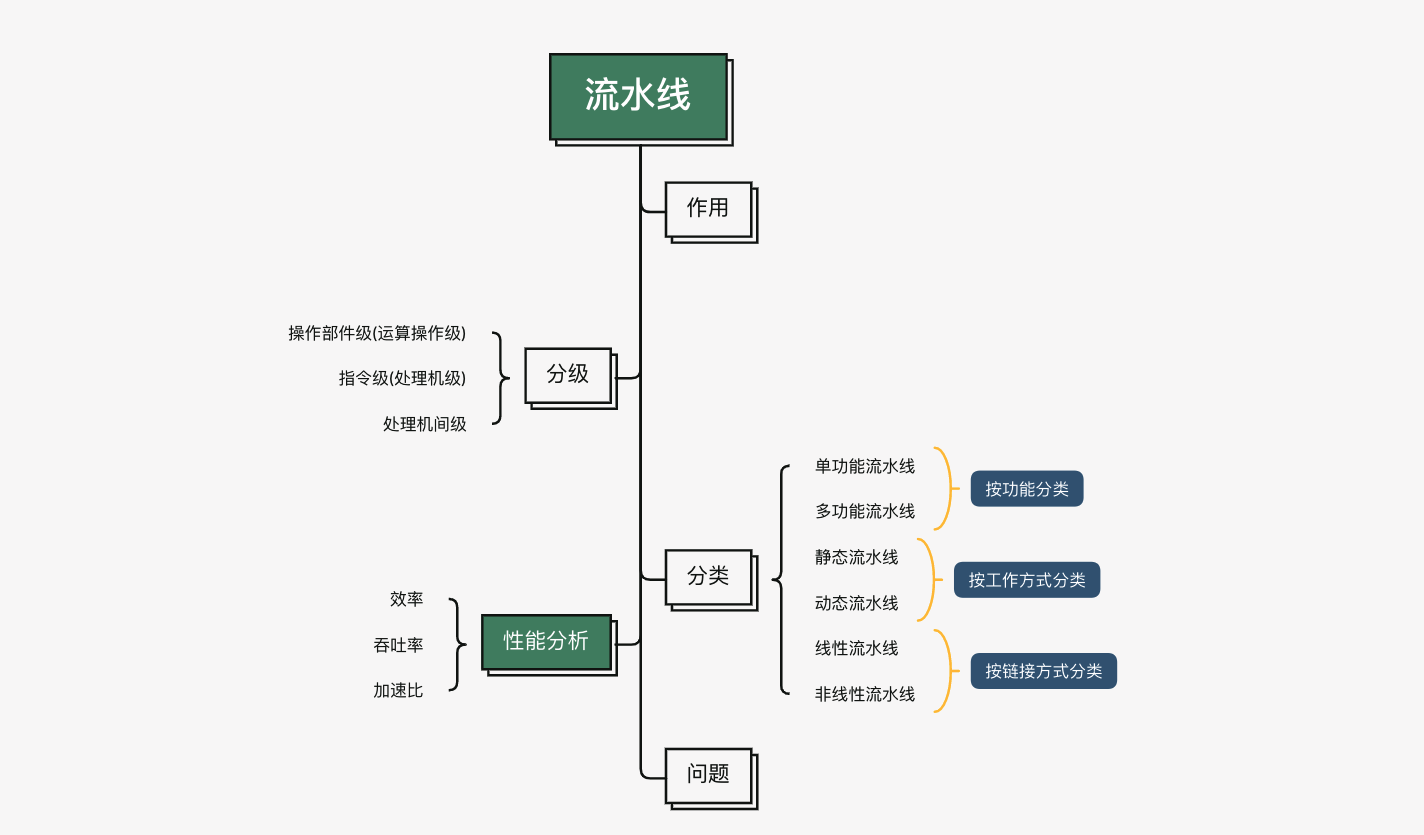 流水线
作用
操作部件级(运算操作级)
指令级(处理机级)
处理机间级
分级
单功能流水线
多功能流水线
按功能分类
静态流水线
动态流水线
按工作方式分类
线性流水线
非线性流水线
按链接方式分类
分类
效率
吞吐率
加速比
性能分析
问题